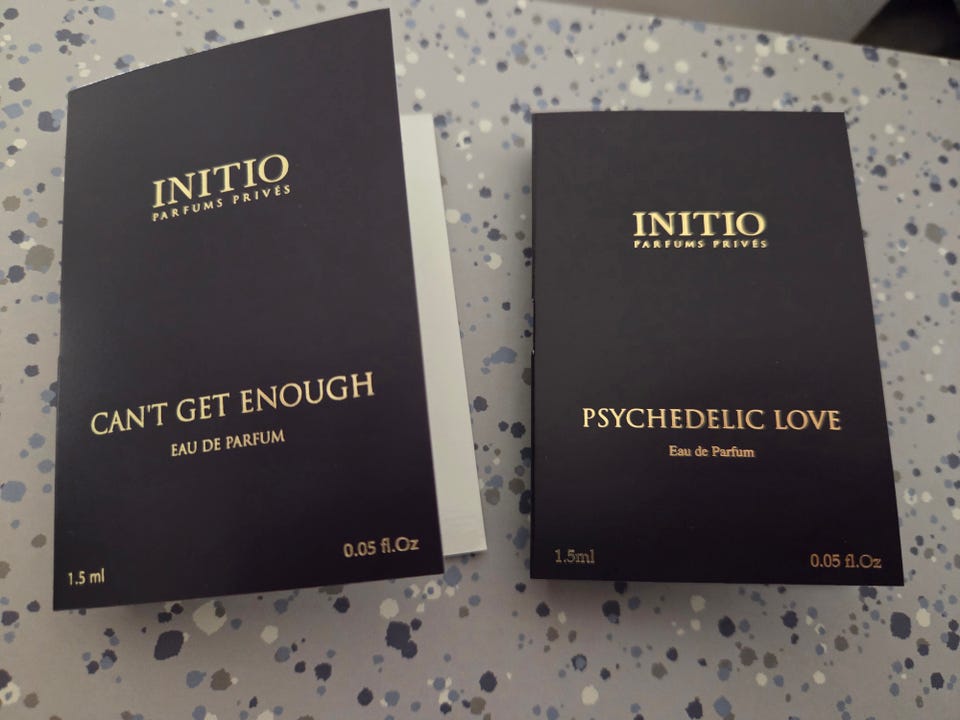 INITIO
PARFUMS PRIVÉS
CAN'T GET ENOUGH
EAU DE PARFUM
1.5 ml
0.05 fl.Oz
INITIO
PARFUMS PRIVÉS
PSYCHEDELIC LOVE
Eau de Parfum
1.5ml
0.05 fl.Oz